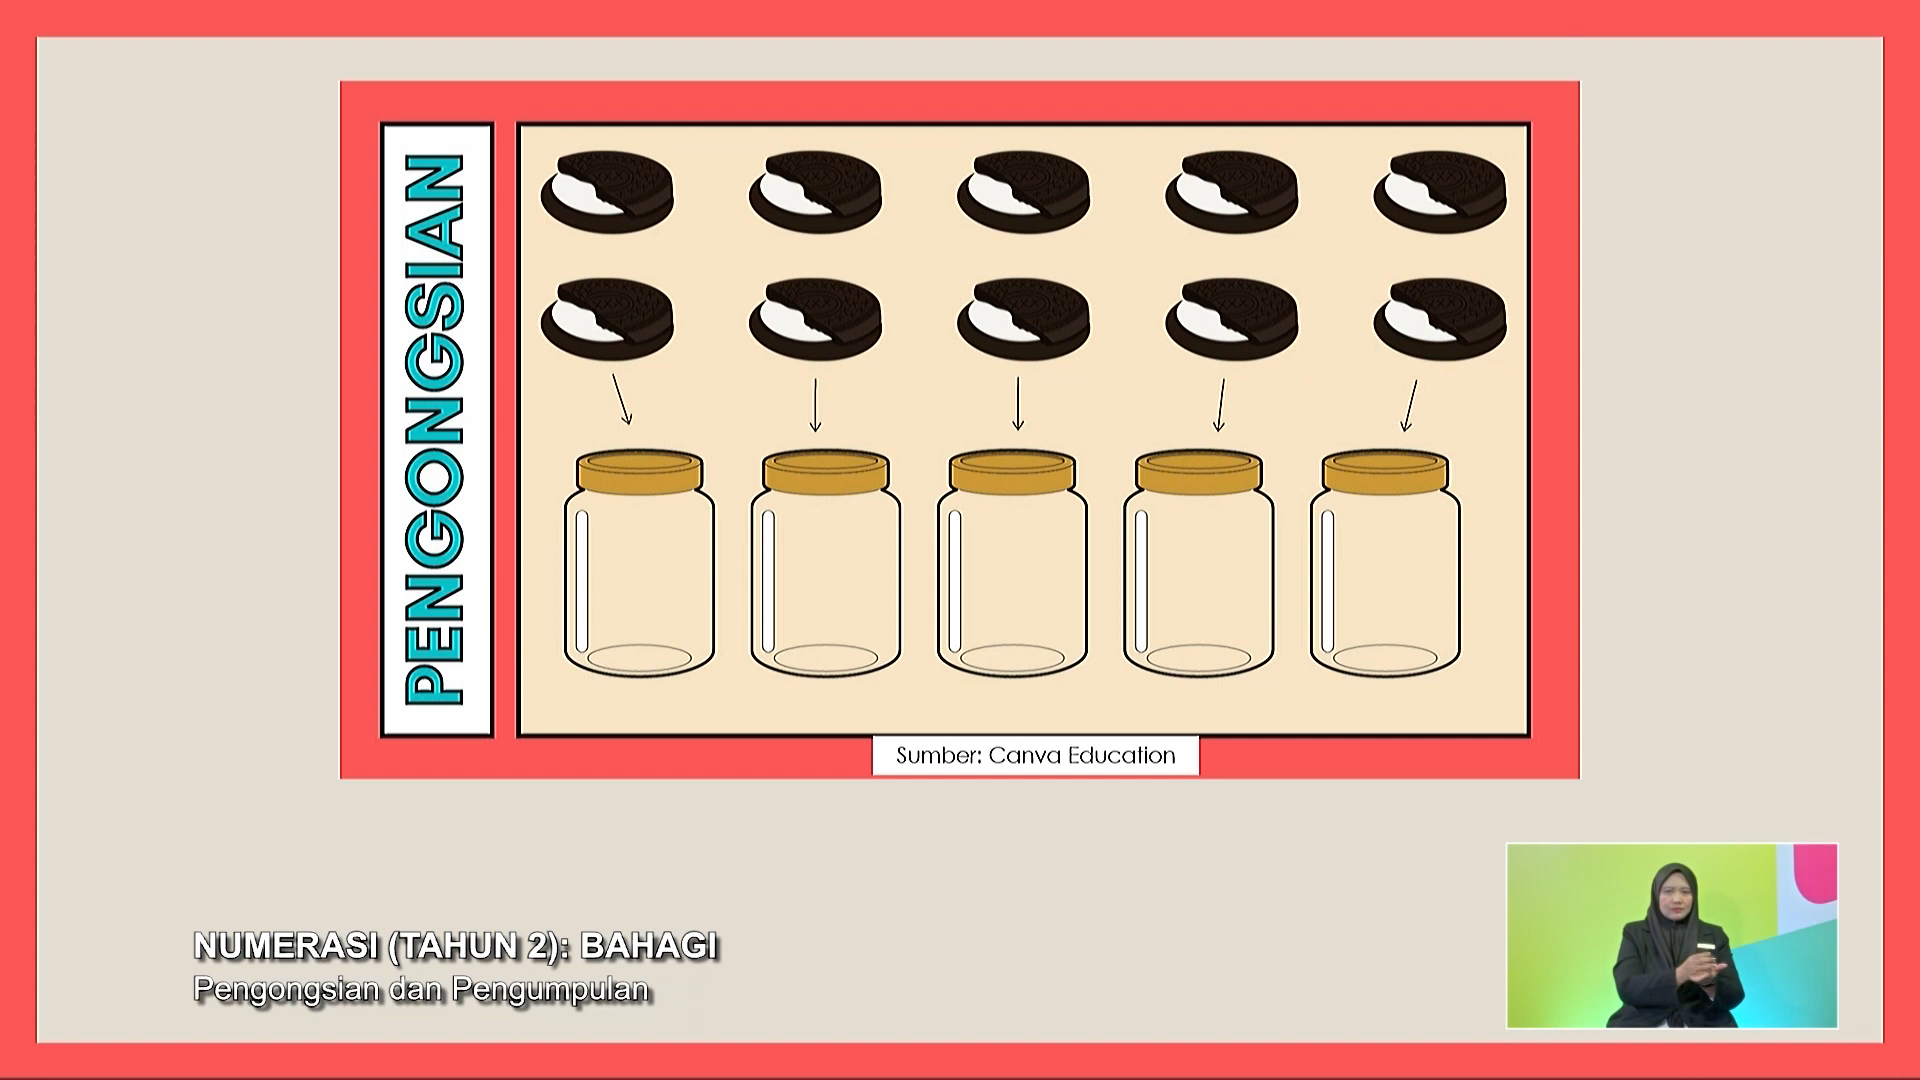 PENGONGSIAN
Sumber: Canva Education
NUMERASI (TAHUN 2): BAHAGI
Pengongsian dan Pengumpulan